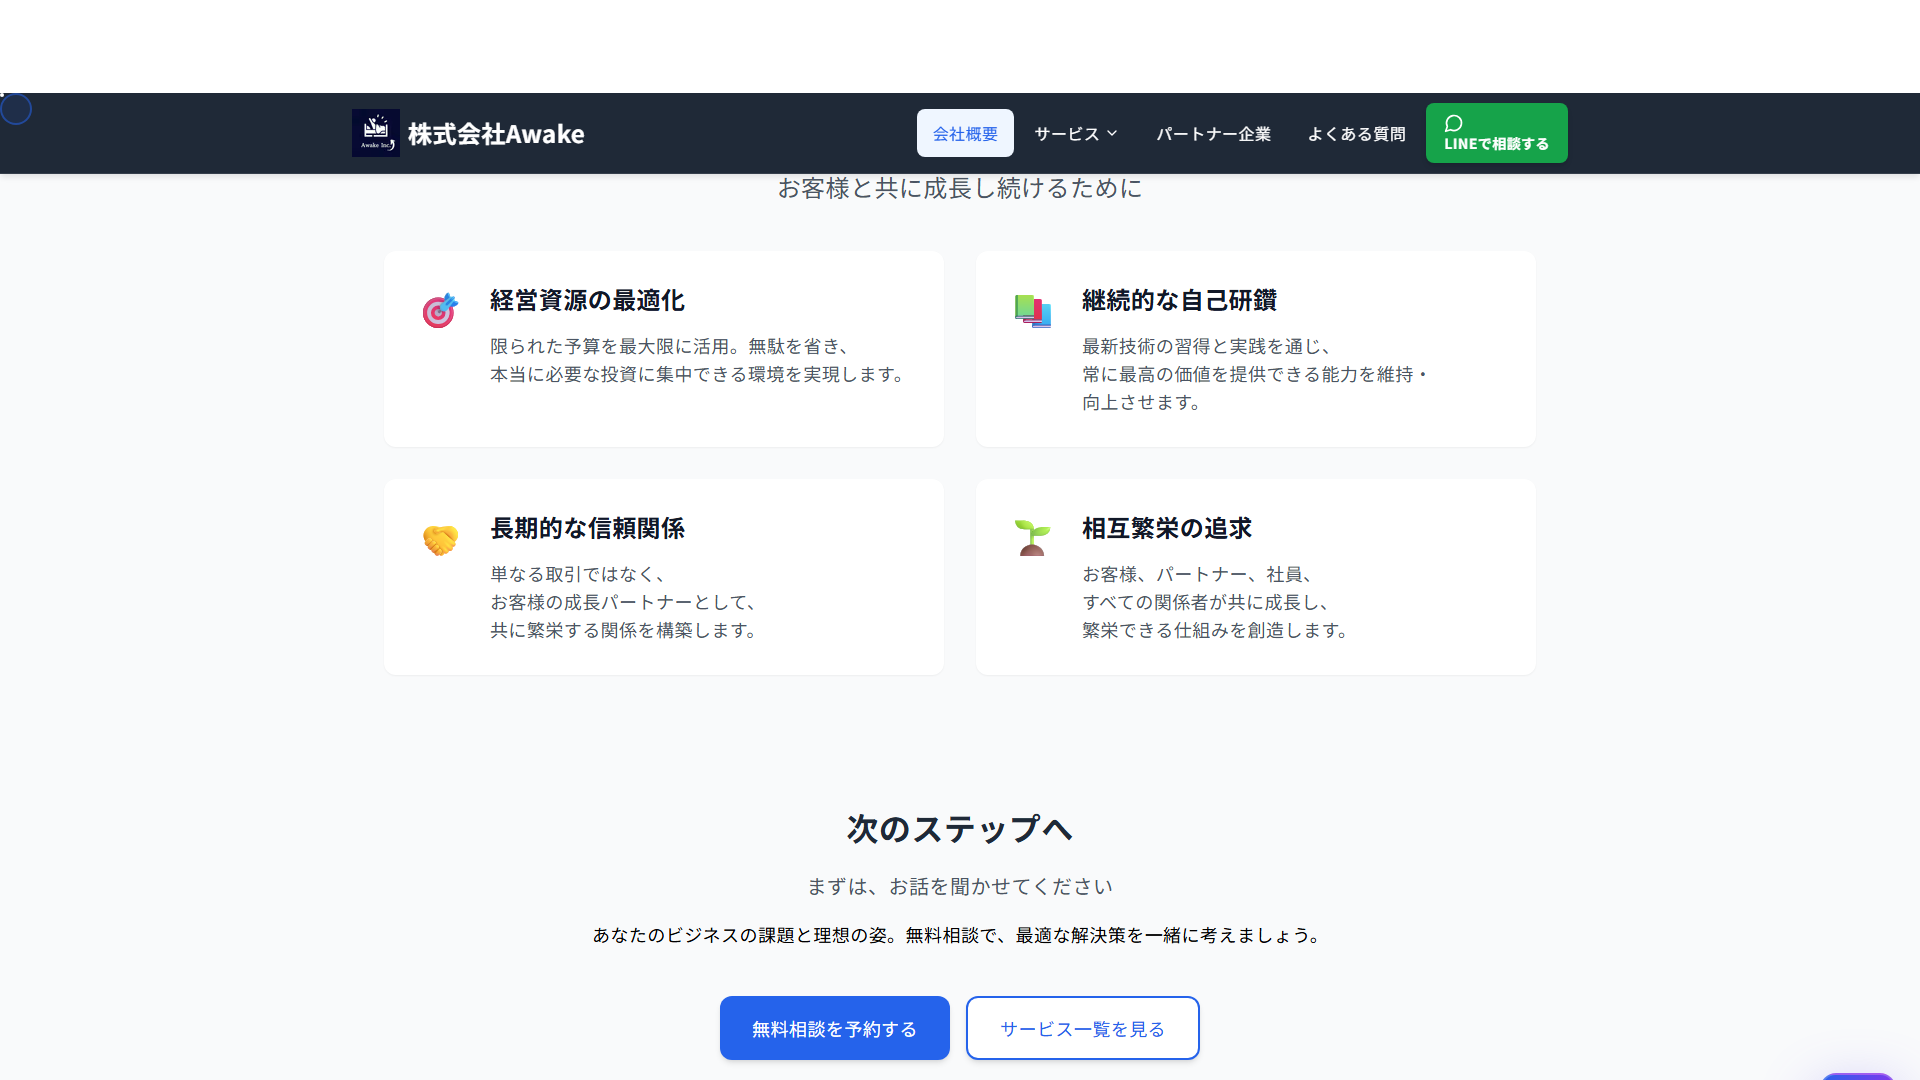 Awake Inc.
株式会社Awake
会社概要
サービス
パートナー企業
よくある質問
LINEで相談する
お客様と共に成長し続けるために
経営資源の最適化
限られた予算を最大限に活用。無駄を省き、
本当に必要な投資に集中できる環境を実現します。
継続的な自己研鑽
最新技術の習得と実践を通じ、
常に最高の価値を提供できる能力を維持・
向上させます。
長期的な信頼関係
単なる取引ではなく、
お客様の成長パートナーとして、
共に繁栄する関係を構築します。
相互繁栄の追求
お客様、パートナー、社員、
すべての関係者が共に成長し、
繁栄できる仕組みを創造します。
次のステップへ
まずは、お話を聞かせてください
あなたのビジネスの課題と理想の姿。無料相談で、最適な解決策を一緒に考えましょう。
無料相談を予約する
サービス一覧を見る